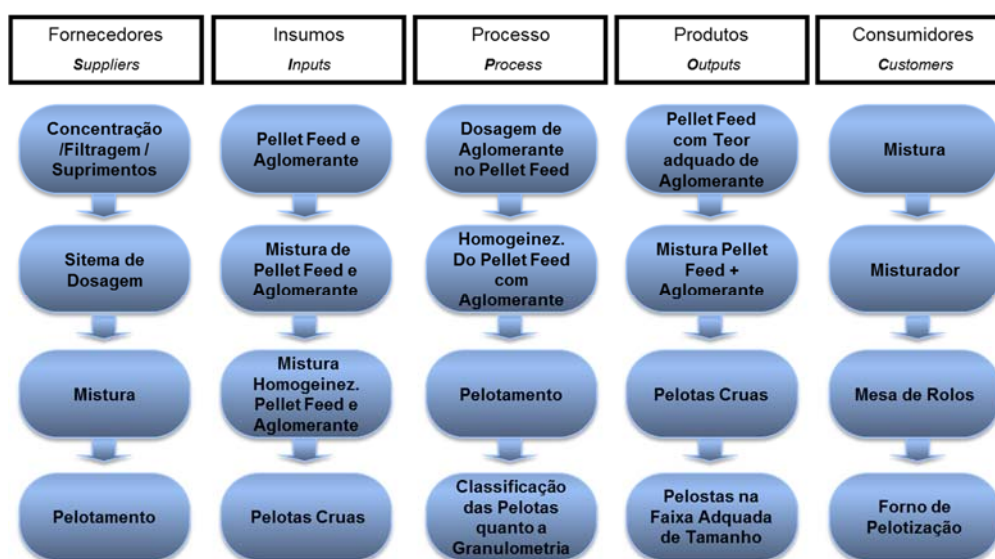 Fornecedores
Suppliers
Insumos
Inputs
Processo
Process
Produtos
Outputs
Consumidores
Customers
Concentração
/Filtragem /
Suprimentos
Pellet Feed e
Aglomerante
Dosagem de
Aglomerante
no Pellet Feed
Pellet Feed
com Teor
adquado de
Aglomerante
Mistura
Sitema de
Dosagem
Mistura de
Pellet Feed e
Aglomerante
Homogeinez.
Do Pellet Feed
com
Aglomerante
Mistura Pellet
Feed +
Aglomerante
Misturador
Mistura
Mistura
Homogeinez.
Pellet Feed e
Aglomerante
Pelotamento
Pelotas Cruas
Mesa de Rolos
Pelotamento
Pelotas Cruas
Classificação
das Pelotas
quanto a
Granulometria
Pelostas na
Faixa Adquada
de Tamanho
Forno de
Pelotização